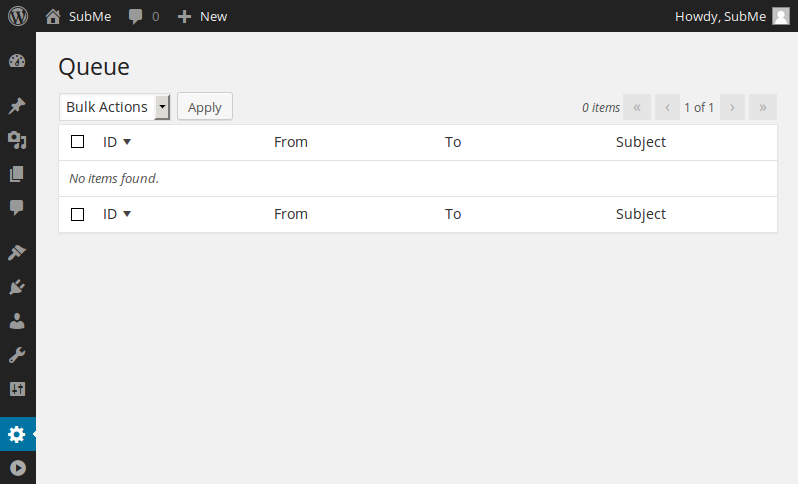 SubMe 0 New Howdy, SubMe
Queue
Bulk Actions Apply 0 items « ‹ 1 of 1 › »
ID From To Subject
No items found.
ID From To Subject